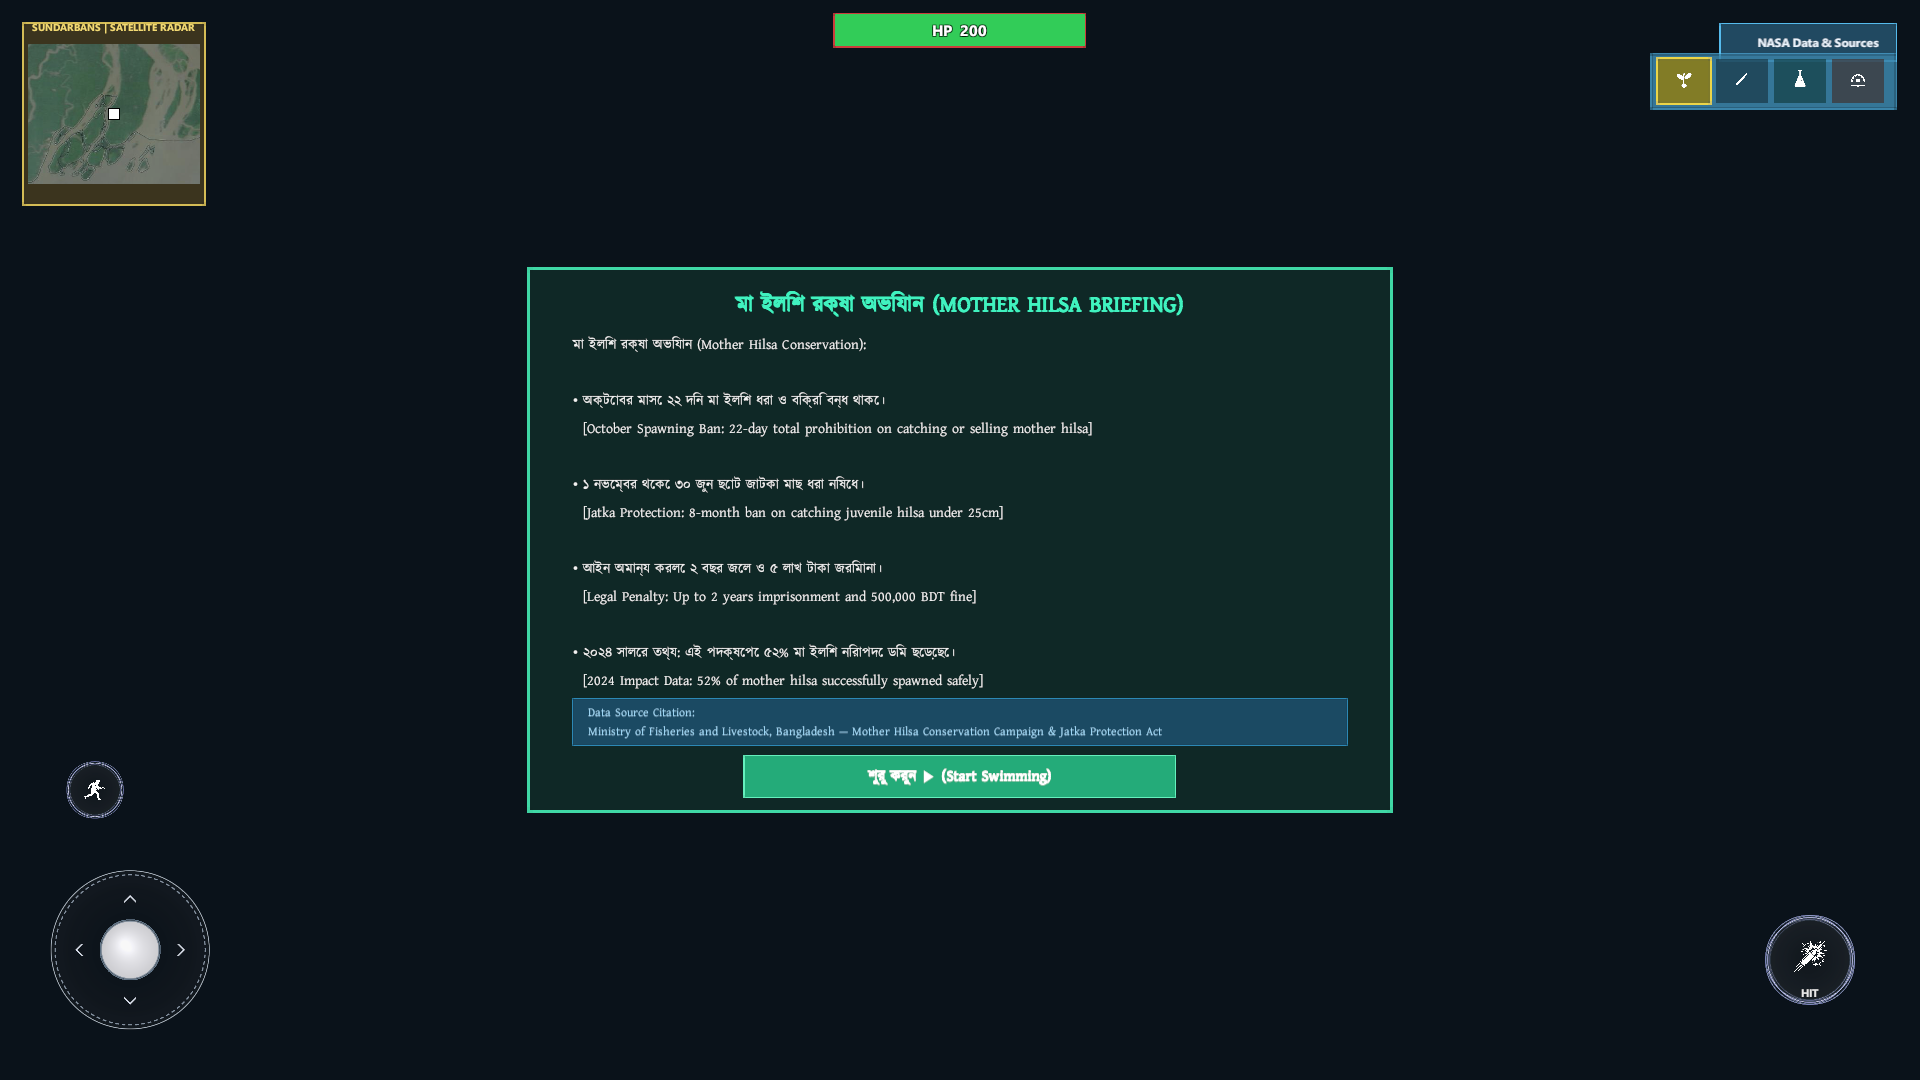 SUNDARBANS | SATELLITE RADAR
HP 200
NASA Data & Sources
মা ইলিশ রক্ষা অভিযান (MOTHER HILSA BRIEFING)
মা ইলিশ রক্ষা অভিযান (Mother Hilsa Conservation):
• অক্টোবর মাসে ২২ দিন মা ইলিশ ধরা ও বিক্রি বন্ধ থাকে।
[October Spawning Ban: 22-day total prohibition on catching or selling mother hilsa]
• ১ নভেম্বর থেকে ৩০ জুন ছোট জাটকা মাছ ধরা নিষেধ।
[Jatka Protection: 8-month ban on catching juvenile hilsa under 25cm]
• আইন অমান্য করলে ২ বছর জেল ও ৫ লাখ টাকা জরিমানা।
[Legal Penalty: Up to 2 years imprisonment and 500,000 BDT fine]
• ২০২৪ সালের তথ্য: এই পদক্ষেপে ৫২% মা ইলিশ নিরাপদে ডিম ছেড়েছে।
[2024 Impact Data: 52% of mother hilsa successfully spawned safely]
Data Source Citation:
Ministry of Fisheries and Livestock, Bangladesh — Mother Hilsa Conservation Campaign & Jatka Protection Act
শুরু করুন ▶ (Start Swimming)
HIT